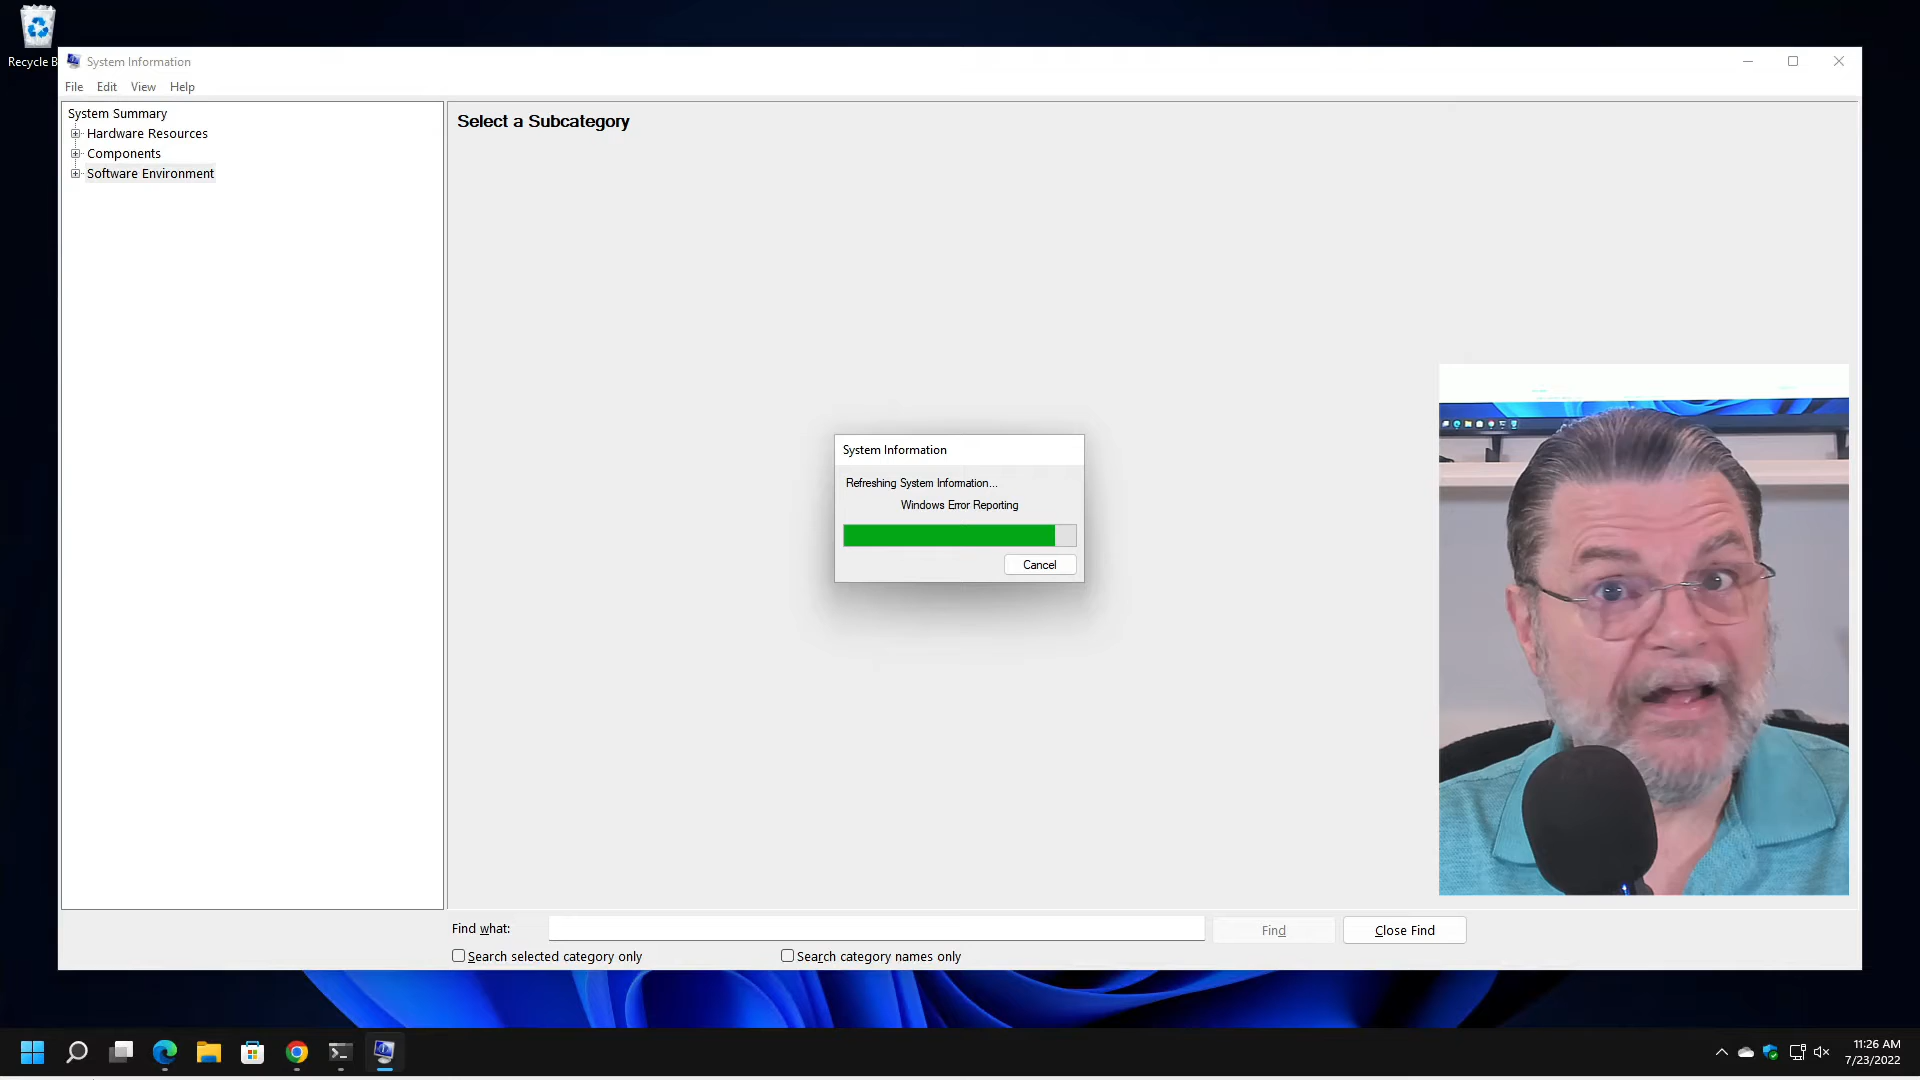 Recycle B
System Information
File Edit View Help
System Summary
Hardware Resources
Components
Software Environment
Select a Subcategory
System Information
Refreshing System Information...
Windows Error Reporting
Cancel
Find what:
Find
Close Find
Search selected category only
Search category names only
11:26 AM
7/23/2022